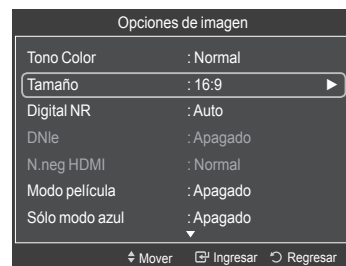 Opciones de imagen
Tono Color : Normal
Tamaño : 16:9
Digital NR : Auto
DNIe : Apagado
N.neg HDMI : Normal
Modo película : Apagado
Sólo modo azul : Apagado
Mover Ingresar Regresar